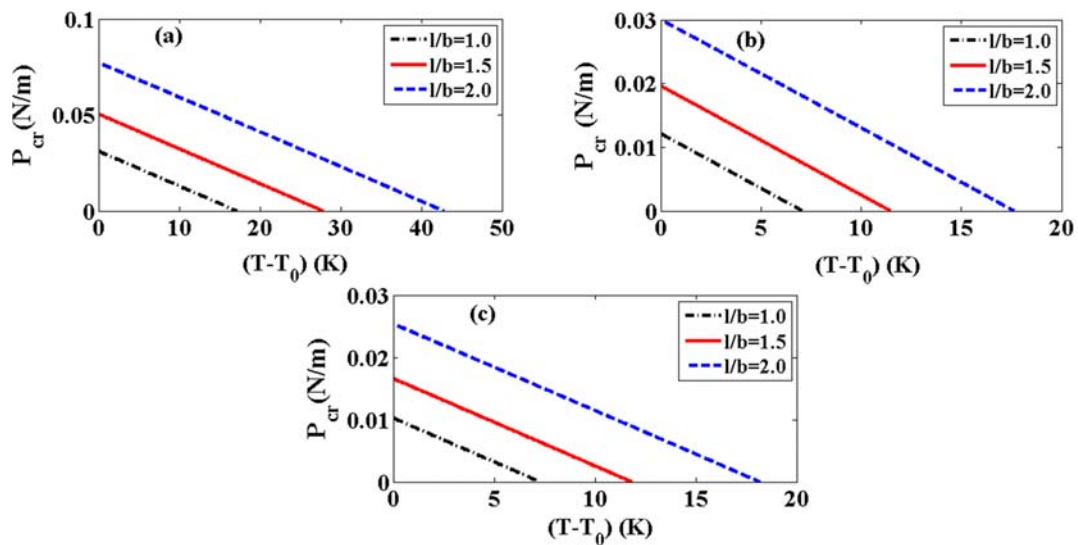 (a)
l/b=1.0
l/b=1.5
l/b=2.0
0.1
0.05
0
P_cr (N/m)
0 10 20 30 40 50
(T-T_0) (K)
(b)
l/b=1.0
l/b=1.5
l/b=2.0
0.03
0.02
0.01
0
P_cr (N/m)
0 5 10 15 20
(T-T_0) (K)
(c)
l/b=1.0
l/b=1.5
l/b=2.0
0.03
0.02
0.01
0
P_cr (N/m)
0 5 10 15 20
(T-T_0) (K)